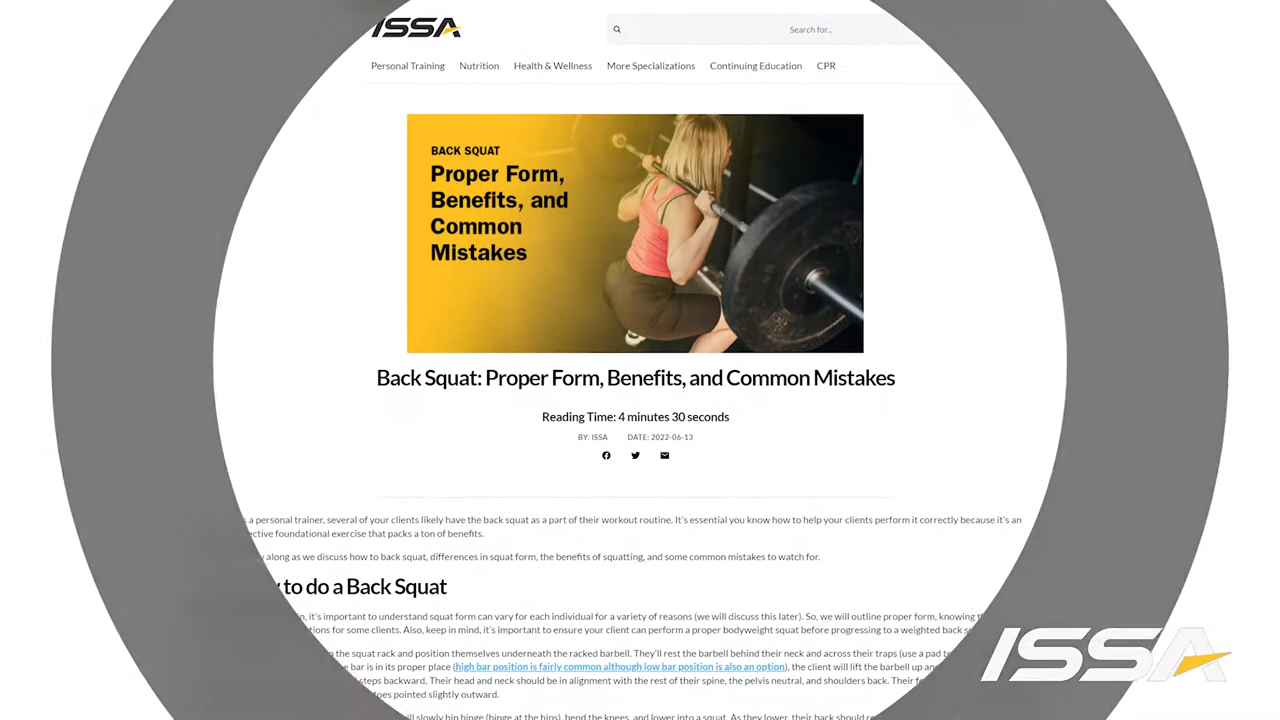 ISSA
Search for...
Personal Training Nutrition Health & Wellness More Specializations Continuing Education CPR
BACK SQUAT
Proper Form,
Benefits, and
Common
Mistakes
Back Squat: Proper Form, Benefits, and Common Mistakes
Reading Time: 4 minutes 30 seconds
BY: ISSA DATE: 2022-06-13
a personal trainer, several of your clients likely have the back squat as a part of their workout routine. It's essential you know how to help your clients perform it correctly because it's an
foundational exercise that packs a ton of benefits.
along as we discuss how to back squat, differences in squat form, the benefits of squatting, and some common mistakes to watch for.
to do a Back Squat
it's important to understand squat form can vary for each individual for a variety of reasons (we will discuss this later). So, we will outline proper form, knowing
for some clients. Also, keep in mind, it's important to ensure your client can perform a proper bodyweight squat before progressing to a weighted back
the squat rack and position themselves underneath the racked barbell. They'll rest the barbell behind their neck and across their traps (use a pad
bar is in its proper place (high bar position is fairly common although low bar position is also an option), the client will lift the barbell up
steps backward. Their head and neck should be in alignment with the rest of their spine, the pelvis neutral, and shoulders back. Their
toes pointed slightly outward.
will slowly hip hinge (hinge at the hips), bend the knees, and lower into a squat. As they lower, their back should
ISSA